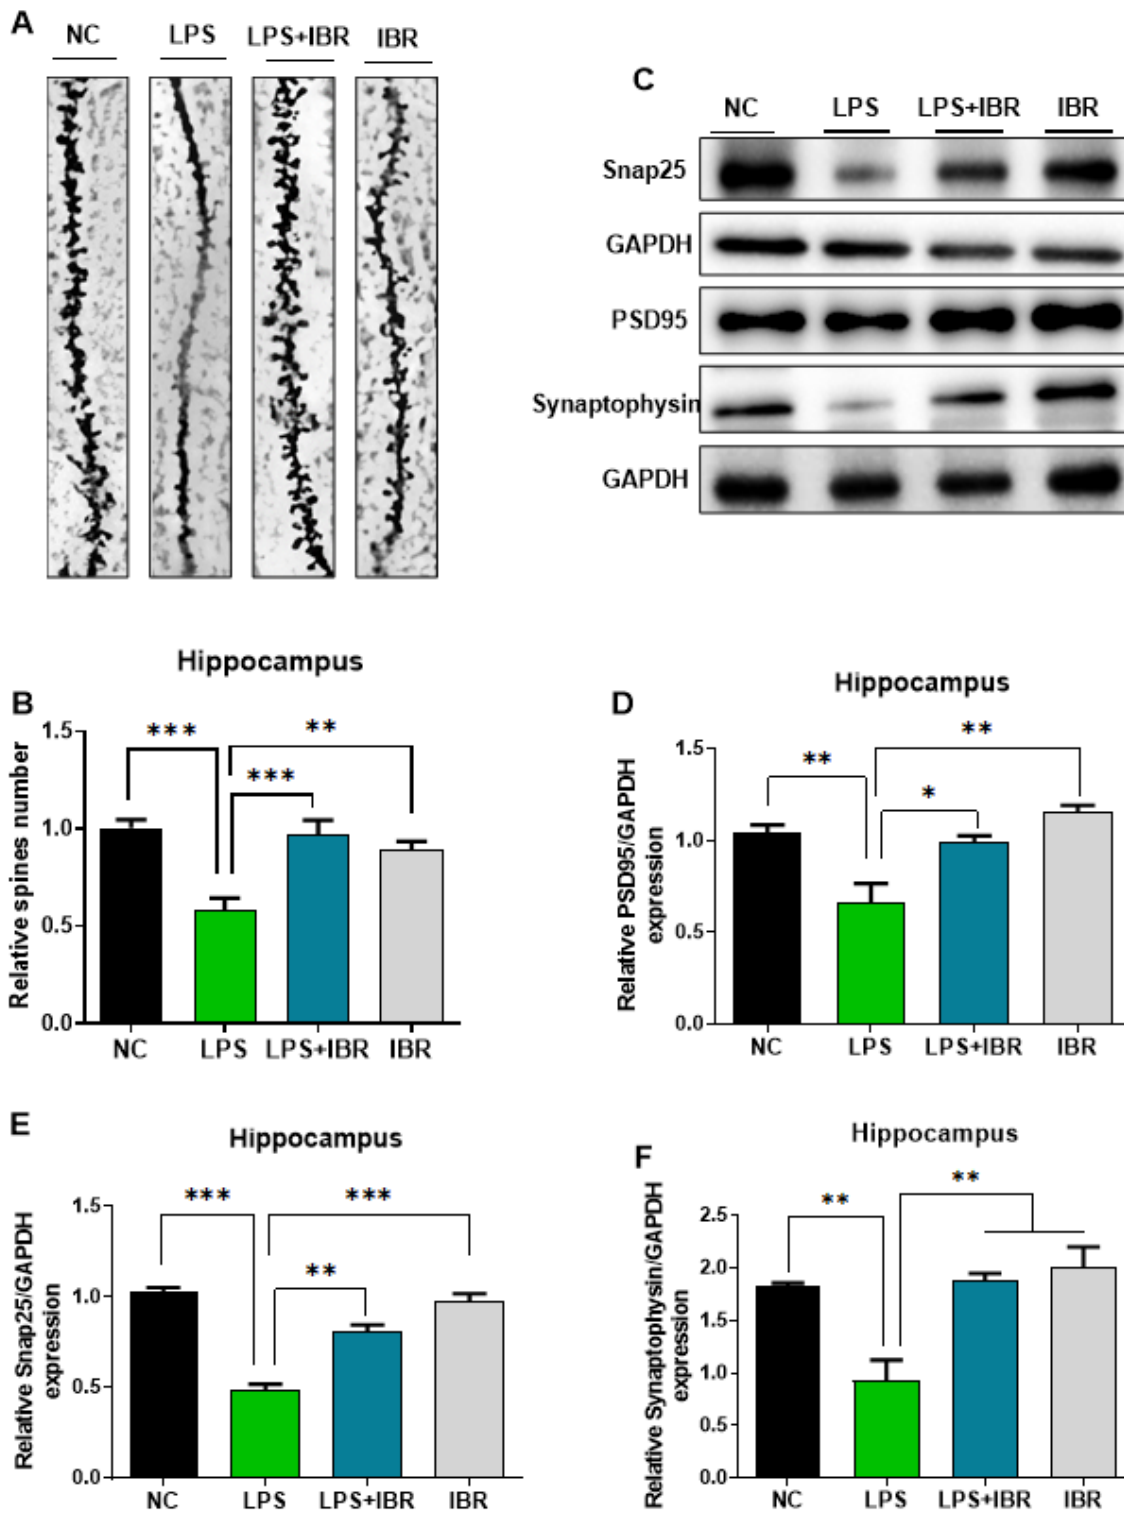 A
NC LPS LPS+IBR IBR
C
NC LPS LPS+IBR IBR
Snap25
GAPDH
PSD95
Synaptophysin
GAPDH
B
Hippocampus
Relative spines number
1.5
1.0
0.5
0.0
*** ** ***
NC LPS LPS+IBR IBR
D
Hippocampus
Relative PSD95/GAPDH
expression
1.5
1.0
0.5
0.0
** ** *
NC LPS LPS+IBR IBR
E
Hippocampus
Relative Snap25/GAPDH
expression
1.5
1.0
0.5
0.0
*** *** **
NC LPS LPS+IBR IBR
F
Hippocampus
Relative Synaptophysin/GAPDH
expression
2.5
2.0
1.5
1.0
0.5
0.0
** **
NC LPS LPS+IBR IBR